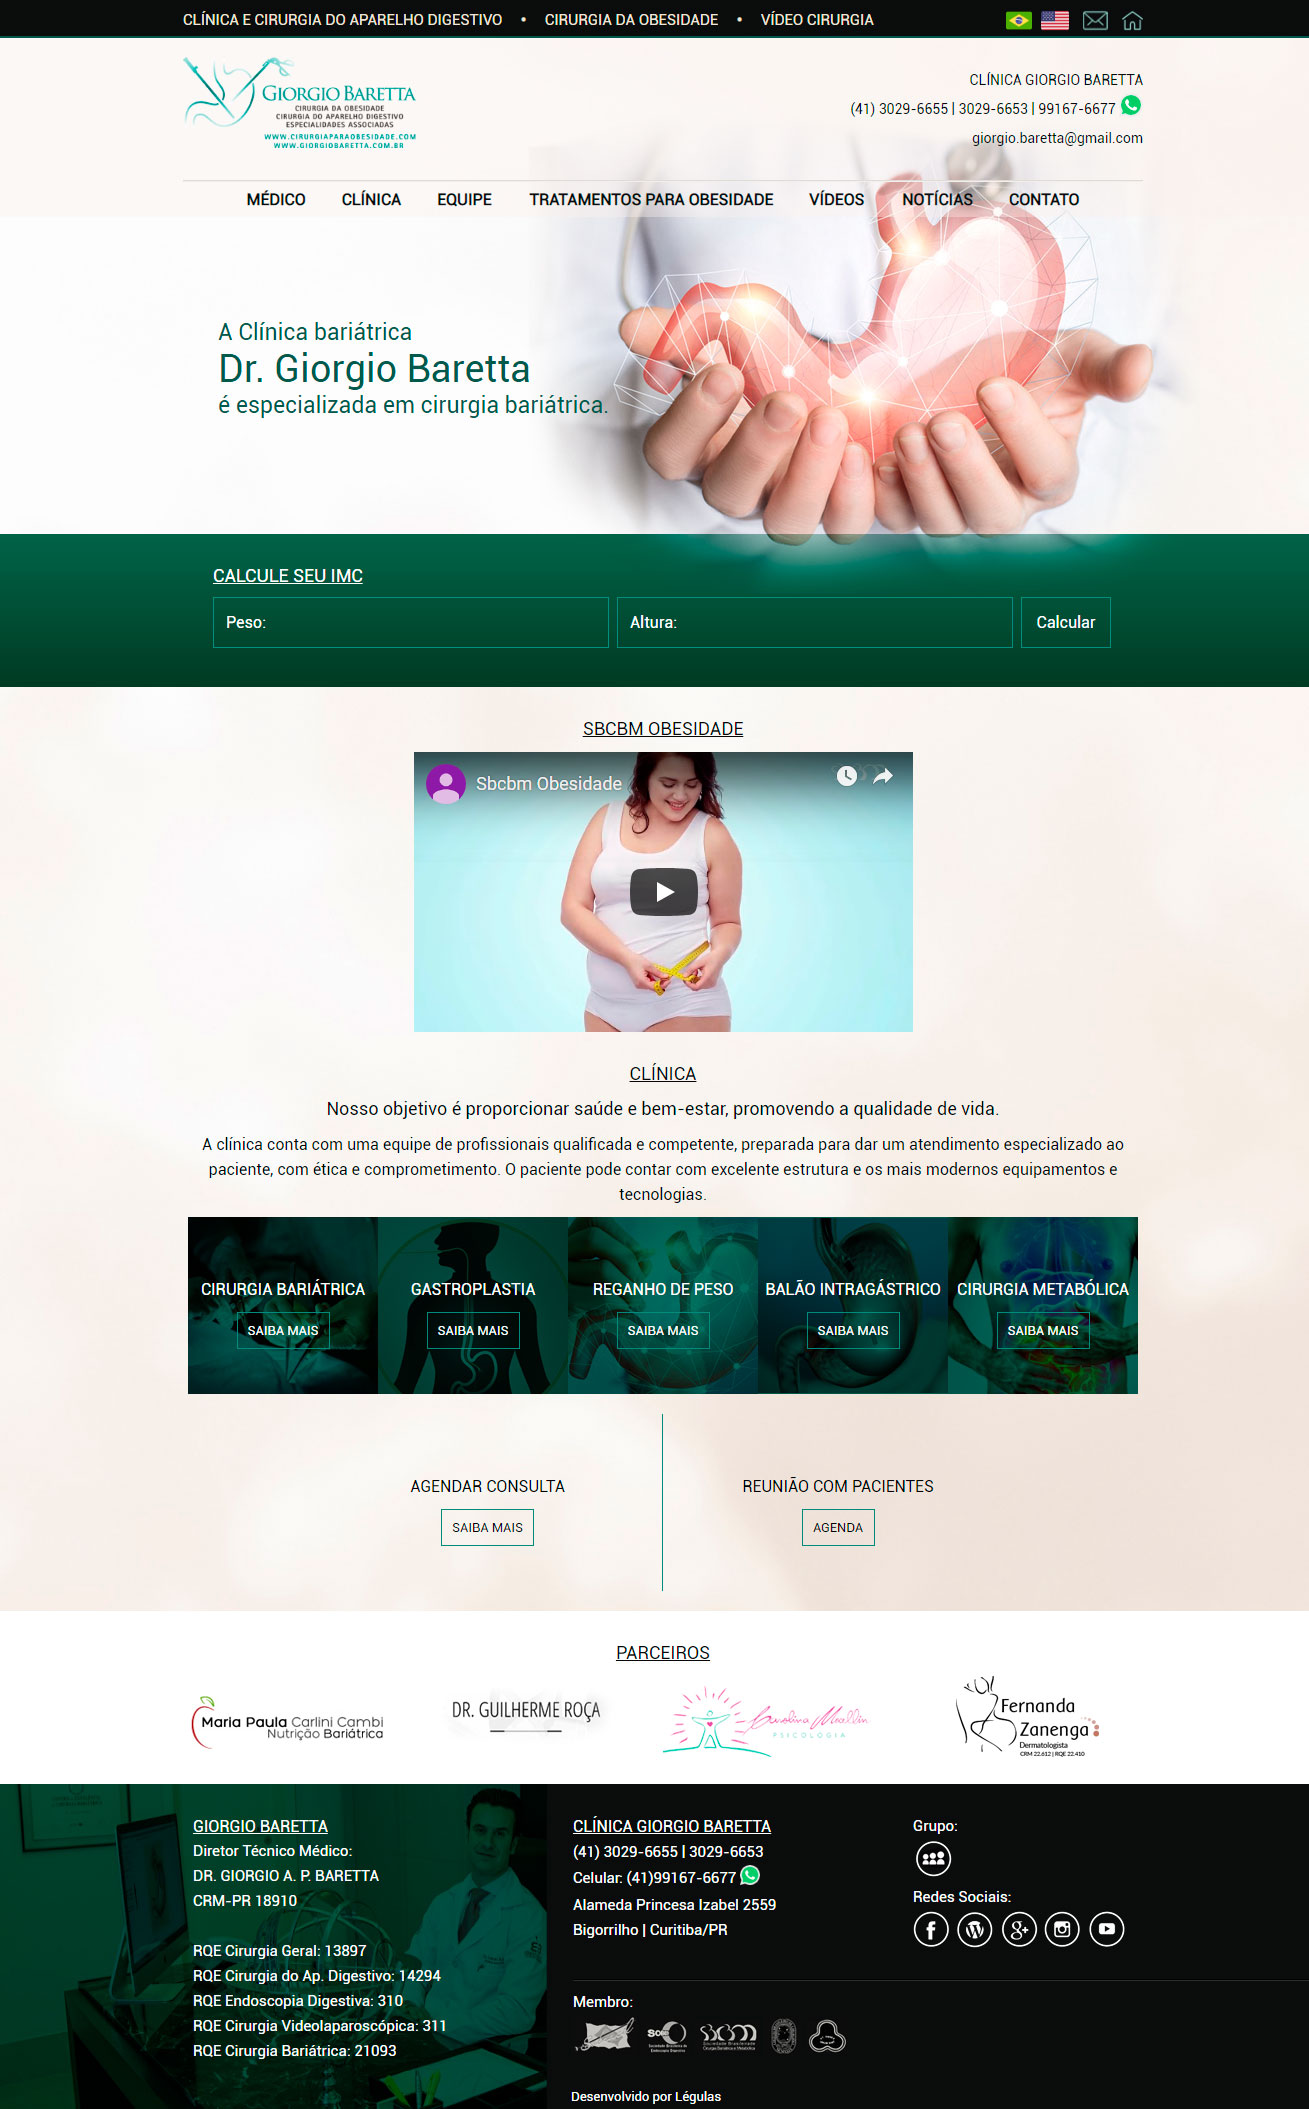 CLÍNICA E CIRURGIA DO APARELHO DIGESTIVO • CIRURGIA DA OBESIDADE • VÍDEO CIRURGIA
GIORGIO BARETTA
CIRURGIA DA OBESIDADE
CIRURGIA DO APARELHO DIGESTIVO
ESPECIALIDADES ASSOCIADAS
WWW.CIRURGIAPARAOBESIDADE.COM
WWW.GIORGIOBARETTA.COM.BR
CLÍNICA GIORGIO BARETTA
(41) 3029-6655 | 3029-6653 | 99167-6677
giorgio.baretta@gmail.com
MÉDICO CLÍNICA EQUIPE TRATAMENTOS PARA OBESIDADE VÍDEOS NOTÍCIAS CONTATO
A Clínica bariátrica
Dr. Giorgio Baretta
é especializada em cirurgia bariátrica.
CALCULE SEU IMC
Peso: Altura: Calcular
SBCBM OBESIDADE
Sbcbm Obesidade
CLÍNICA
Nosso objetivo é proporcionar saúde e bem-estar, promovendo a qualidade de vida.
A clínica conta com uma equipe de profissionais qualificada e competente, preparada para dar um atendimento especializado ao
paciente, com ética e comprometimento. O paciente pode contar com excelente estrutura e os mais modernos equipamentos e
tecnologias.
CIRURGIA BARIÁTRICA GASTROPLASTIA REGANHO DE PESO BALÃO INTRAGÁSTRICO CIRURGIA METABÓLICA
SAIBA MAIS SAIBA MAIS SAIBA MAIS SAIBA MAIS SAIBA MAIS
AGENDAR CONSULTA REUNIÃO COM PACIENTES
SAIBA MAIS AGENDA
PARCEIROS
Maria Paula Carlini Cambi
Nutrição Bariátrica
DR. GUILHERME ROÇA
PSICOLOGIA
Fernanda
Zanenga
Dermatologista
CRM 22.612 | RQE 22.410
GIORGIO BARETTA
Diretor Técnico Médico:
DR. GIORGIO A. P. BARETTA
CRM-PR 18910
RQE Cirurgia Geral: 13897
RQE Cirurgia do Ap. Digestivo: 14294
RQE Endoscopia Digestiva: 310
RQE Cirurgia Videolaparoscópica: 311
RQE Cirurgia Bariátrica: 21093
CLÍNICA GIORGIO BARETTA
(41) 3029-6655 | 3029-6653
Celular: (41)99167-6677
Alameda Princesa Izabel 2559
Bigorrilho | Curitiba/PR
Grupo:
Redes Sociais:
Membro:
Desenvolvido por Légulas